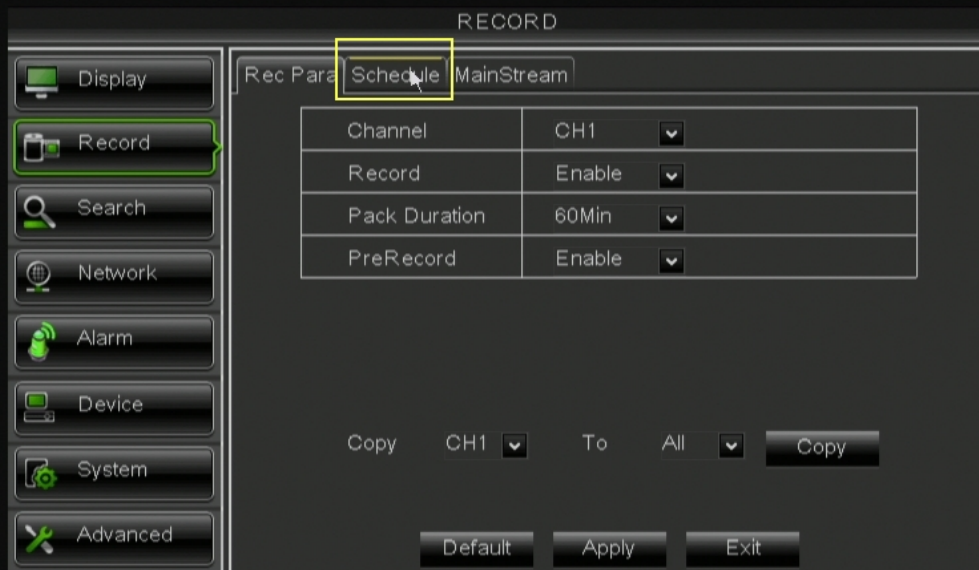 RECORD
Display
Record
Search
Network
Alarm
Device
System
Advanced
Rec Para Schedule MainStream
Channel CH1
Record Enable
Pack Duration 60Min
PreRecord Enable
Copy CH1 To All Copy
Default Apply Exit